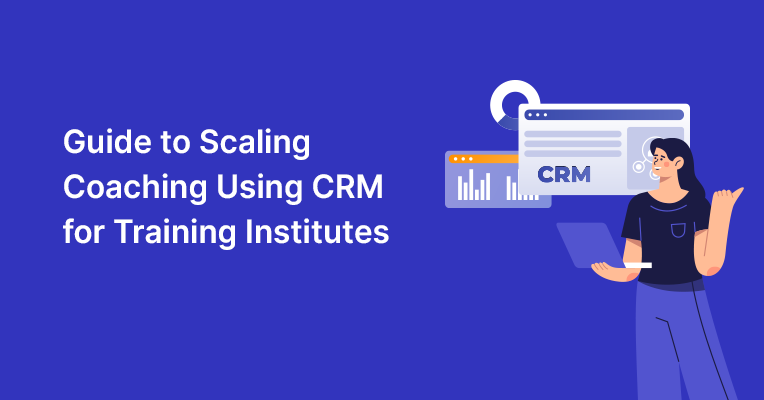 Guide to Scaling
Coaching Using CRM
for Training Institutes
CRM